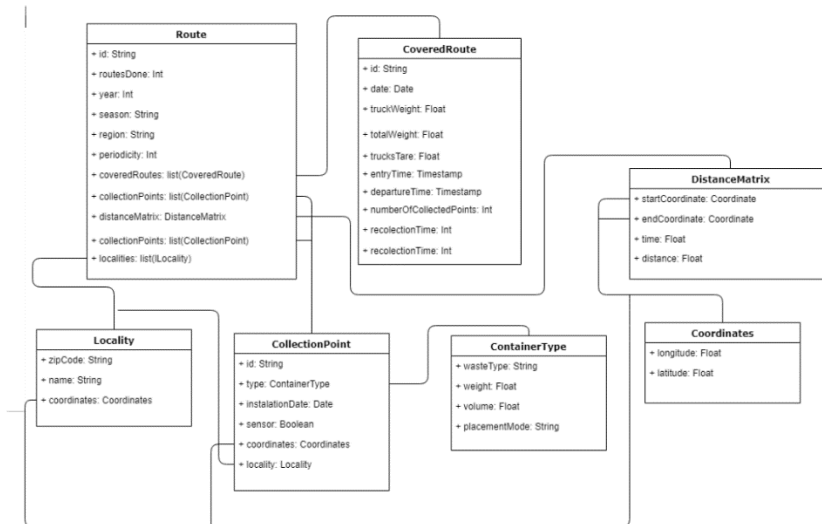 Route
+ id: String
+ routesDone: Int
+ year: Int
+ season: String
+ region: String
+ periodicity: Int
+ coveredRoutes: list(CoveredRoute)
+ collectionPoints: list(CollectionPoint)
+ distanceMatrix: DistanceMatrix
+ collectionPoints: list(CollectionPoint)
+ localities: list(lLocality)
CoveredRoute
+ id: String
+ date: Date
+ truckWeight: Float
+ totalWeight: Float
+ trucksTare: Float
+ entryTime: Timestamp
+ departureTime: Timestamp
+ numberOfCollectedPoints: Int
+ recolectionTime: Int
+ recolectionTime: Int
DistanceMatrix
+ startCoordinate: Coordinate
+ endCoordinate: Coordinate
+ time: Float
+ distance: Float
Locality
+ zipCode: String
+ name: String
+ coordinates: Coordinates
CollectionPoint
+ id: String
+ type: ContainerType
+ instalationDate: Date
+ sensor: Boolean
+ coordinates: Coordinates
+ locality: Locality
ContainerType
+ wasteType: String
+ weight: Float
+ volume: Float
+ placementMode: String
Coordinates
+ longitude: Float
+ latitude: Float